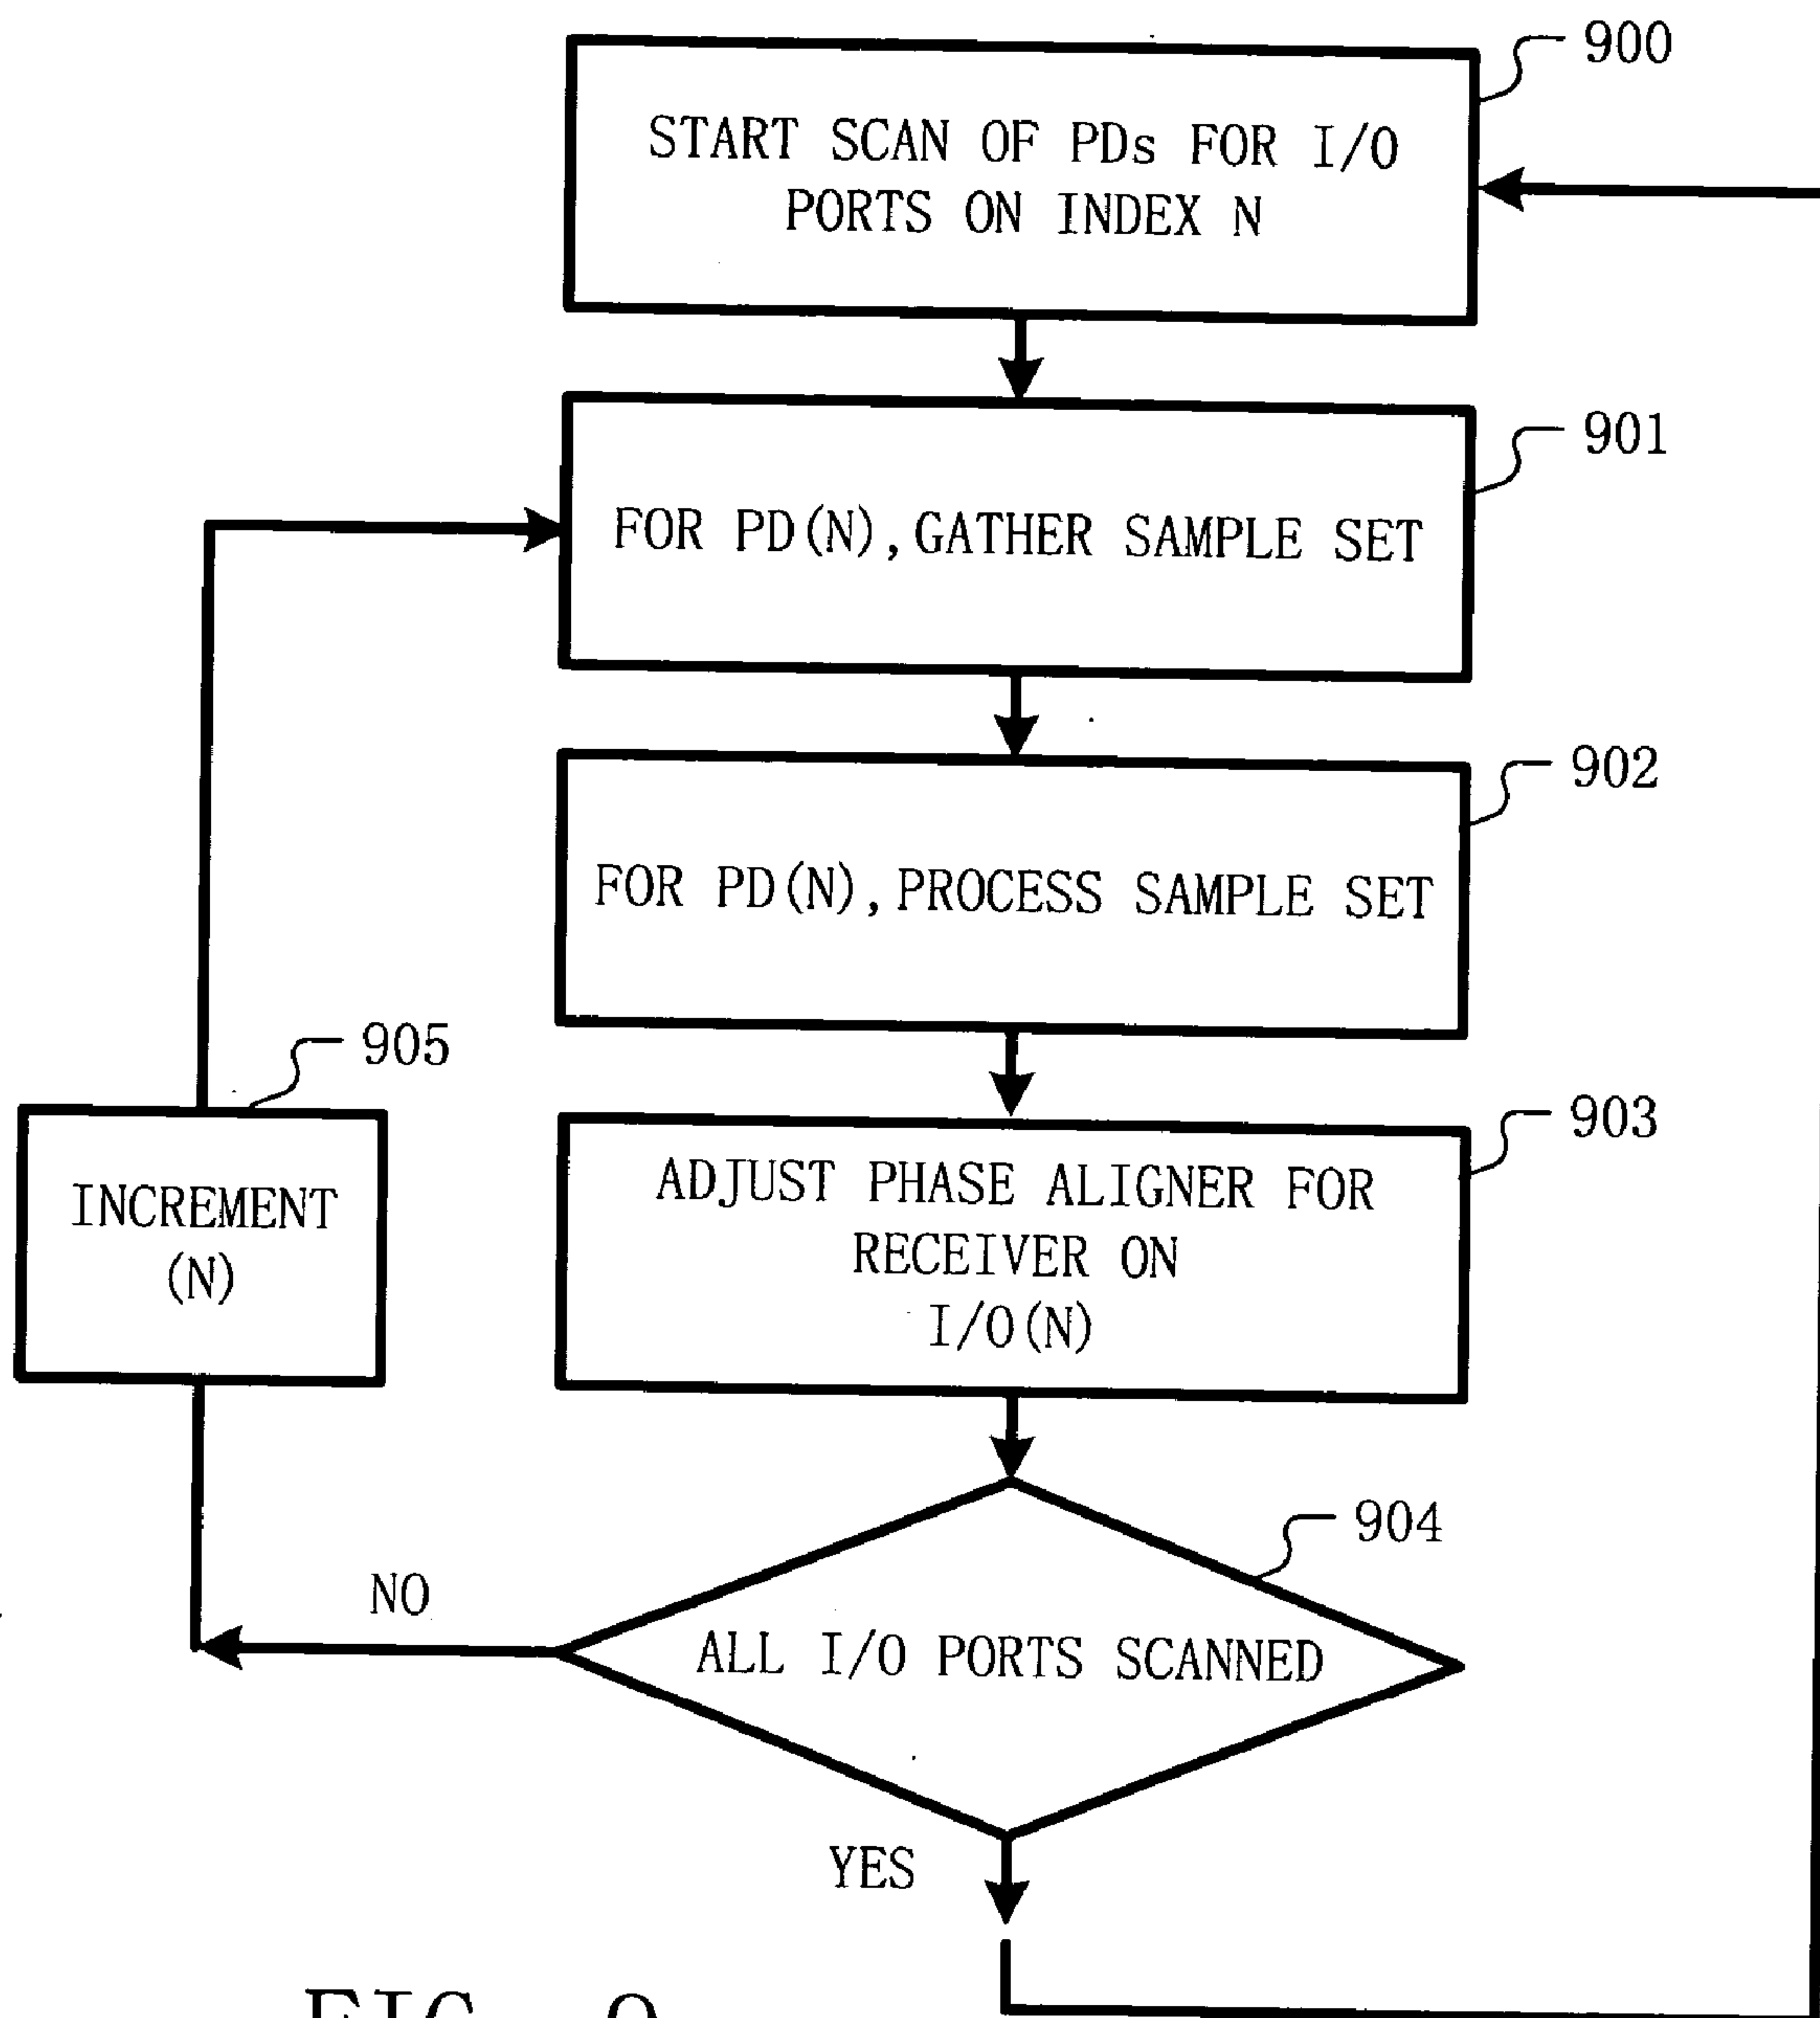 900
START SCAN OF PDs FOR I/O
PORTS ON INDEX N
901
FOR PD(N),GATHER SAMPLE SET
902
FOR PD(N),PROCESS SAMPLE SET
905
INCREMENT
(N)
903
ADJUST PHASE ALIGNER FOR
RECEIVER ON
I/O(N)
904
NO
ALL I/O PORTS SCANNED
YES
FIG.